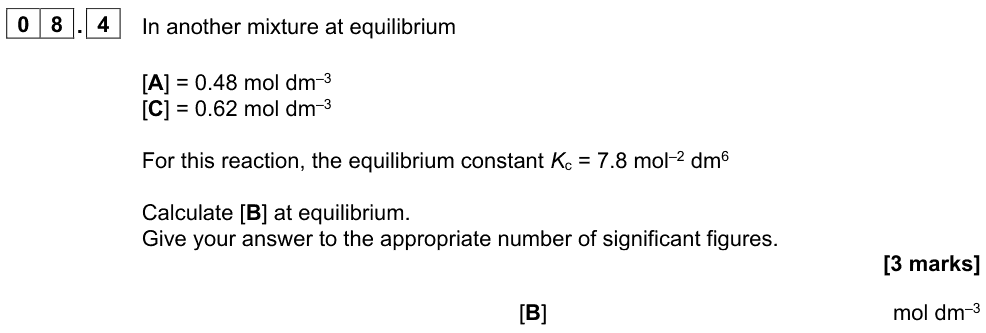 0 8 . 4 In another mixture at equilibrium
[A] = 0.48 mol dm⁻³
[C] = 0.62 mol dm⁻³
For this reaction, the equilibrium constant Kc = 7.8 mol⁻² dm⁶
Calculate [B] at equilibrium.
Give your answer to the appropriate number of significant figures.
[3 marks]
[B] mol dm⁻³